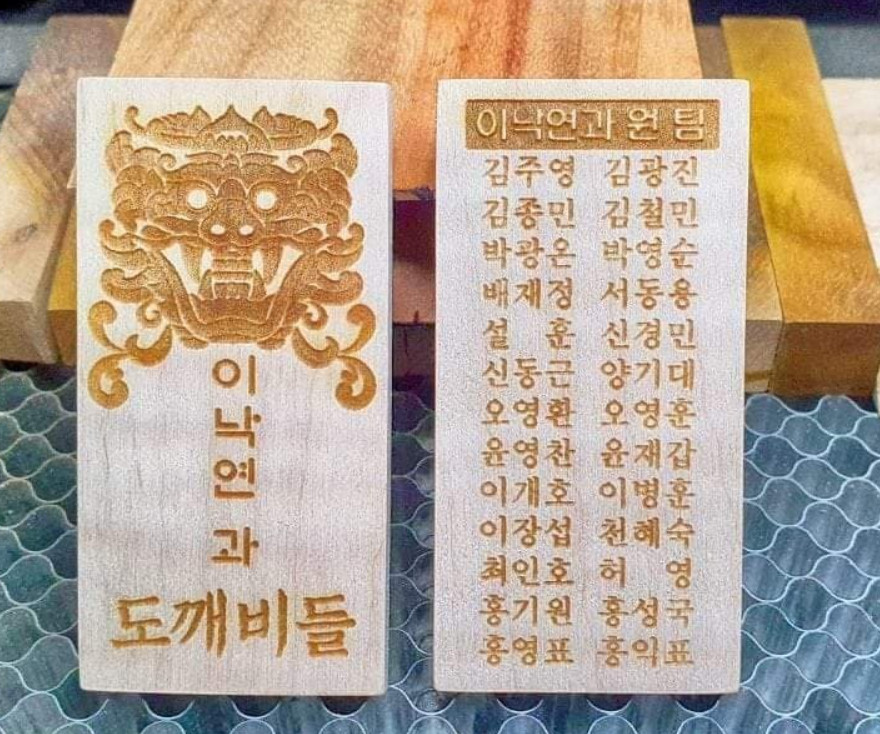 이
낙
연
과
도깨비들
이낙연과 원 팀
김주영 김광진
김종민 김철민
박광온 박영순
배재정 서동용
설 훈 신경민
신동근 양기대
오영환 오영훈
윤영찬 윤재갑
이개호 이병훈
이장섭 천혜숙
최인호 허 영
홍기원 홍성국
홍영표 홍익표